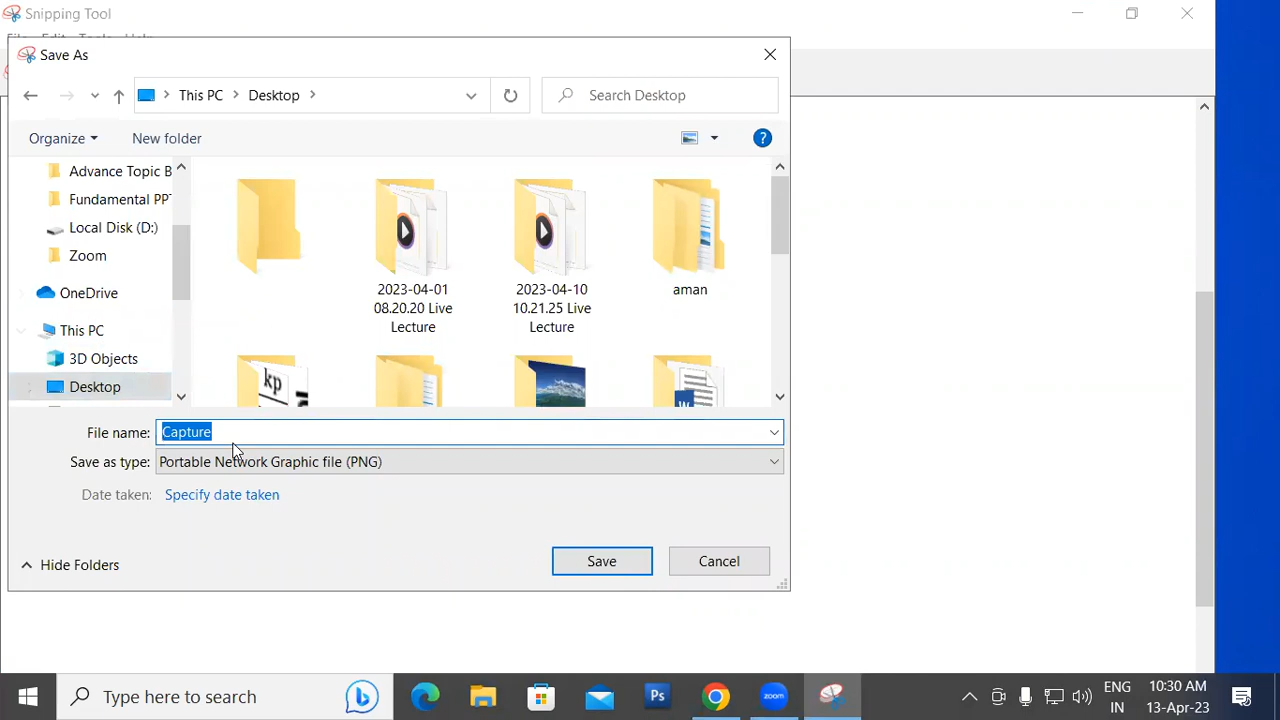 Snipping Tool
Save As
This PC
Desktop
Search Desktop
Organize
New folder
Advance Topic B
Fundamental PP
Local Disk (D:)
Zoom
OneDrive
This PC
3D Objects
Desktop
2023-04-01
08.20.20 Live
Lecture
2023-04-10
10.21.25 Live
Lecture
aman
kp
W
File name:
Capture
Save as type:
Portable Network Graphic file (PNG)
Date taken:
Specify date taken
Hide Folders
Save
Cancel
Type here to search
Ps
zoom
ENG
IN
10:30 AM
13-Apr-23